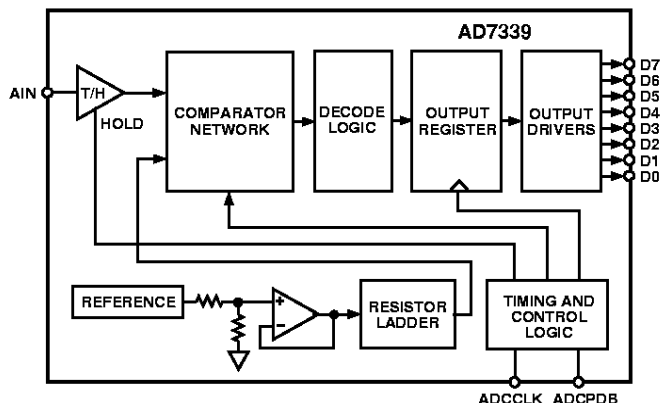 AD7339
AIN
T/H
HOLD
COMPARATOR
NETWORK
DECODE
LOGIC
OUTPUT
REGISTER
OUTPUT
DRIVERS
D7
D6
D5
D4
D3
D2
D1
D0
REFERENCE
+
−
RESISTOR
LADDER
TIMING AND
CONTROL
LOGIC
ADCCLK
ADCPDB